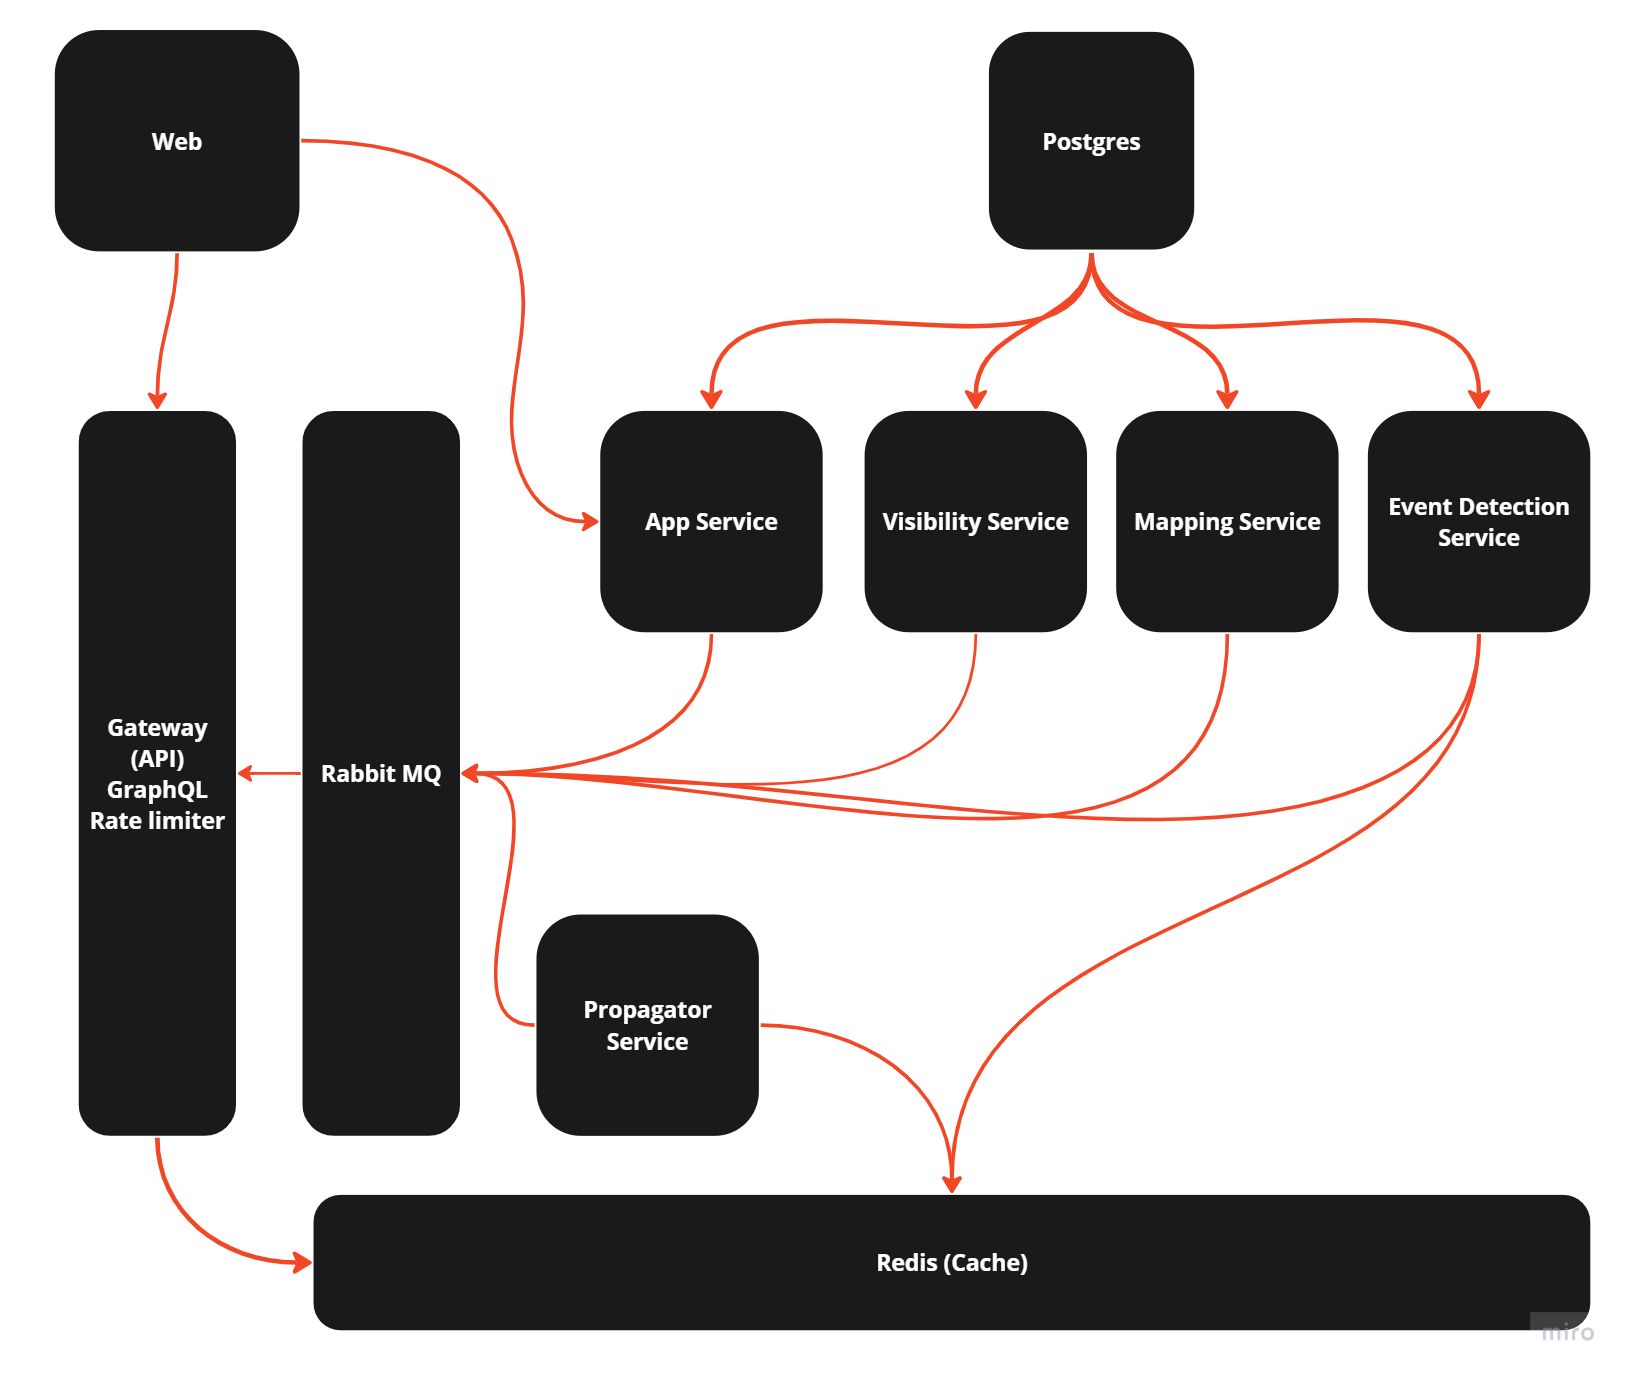 Web
Postgres
App Service
Visibility Service
Mapping Service
Event Detection
Service
Gateway
(API)
GraphQL
Rate limiter
Rabbit MQ
Propagator
Service
Redis (Cache)
miro